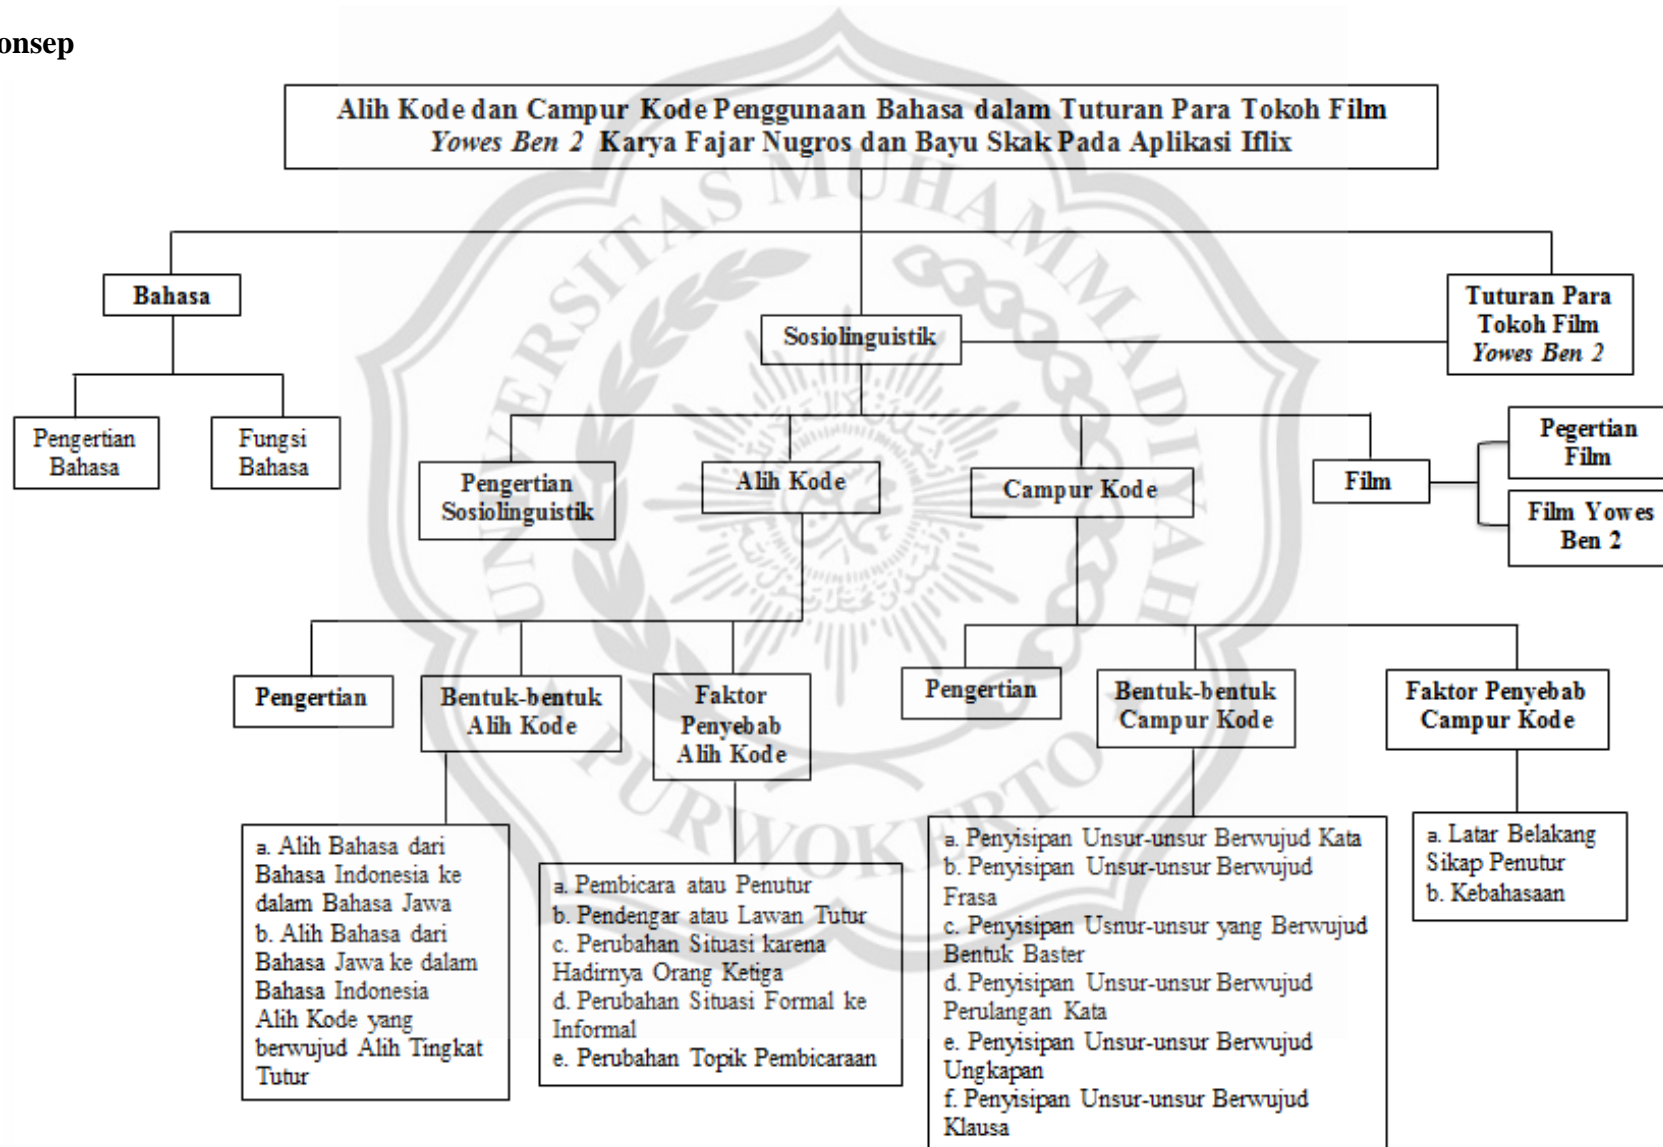 onsep
Alih Kode dan Campur Kode Penggunaan Bahasa dalam Tuturan Para Tokoh Film
Yowes Ben 2 Karya Fajar Nugros dan Bayu Skak Pada Aplikasi Iflix
Bahasa
Sosiolinguistik
Tuturan Para
Tokoh Film
Yowes Ben 2
Pengertian
Bahasa
Fungsi
Bahasa
Pengertian
Sosiolinguistik
Alih Kode
Campur Kode
Film
Pegertian
Film
Film Yowes
Ben 2
Pengertian
Bentuk-bentuk
Alih Kode
Faktor
Penyebab
Alih Kode
Pengertian
Bentuk-bentuk
Campur Kode
Faktor Penyebab
Campur Kode
a. Alih Bahasa dari
Bahasa Indonesia ke
dalam Bahasa Jawa
b. Alih Bahasa dari
Bahasa Jawa ke dalam
Bahasa Indonesia
Alih Kode yang
berwujud Alih Tingkat
Tutur
a. Pembicara atau Penutur
b. Pendengar atau Lawan Tutur
c. Perubahan Situasi karena
Hadirnya Orang Ketiga
d. Perubahan Situasi Formal ke
Informal
e. Perubahan Topik Pembicaraan
a. Penyisipan Unsur-unsur Berwujud Kata
b. Penyisipan Unsur-unsur Berwujud
Frasa
c. Penyisipan Usnur-unsur yang Berwujud
Bentuk Baster
d. Penyisipan Unsur-unsur Berwujud
Perulangan Kata
e. Penyisipan Unsur-unsur Berwujud
Ungkapan
f. Penyisipan Unsur-unsur Berwujud
Klausa
a. Latar Belakang
Sikap Penutur
b. Kebahasaan
UNIVERSITAS MUHAMMADIYAH
PURWOKERTO